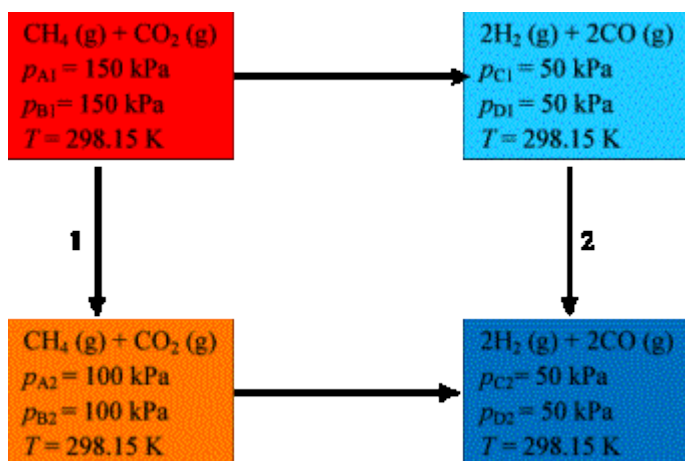 CH₄ (g) + CO₂ (g)
p_A1 = 150 kPa
p_B1= 150 kPa
T = 298.15 K
2H₂ (g) + 2CO (g)
p_C1 = 50 kPa
p_D1 = 50 kPa
T = 298.15 K
1
2
CH₄ (g) + CO₂ (g)
p_A2 = 100 kPa
p_B2 = 100 kPa
T = 298.15 K
2H₂ (g) + 2CO (g)
p_C2= 50 kPa
p_D2 = 50 kPa
T = 298.15 K